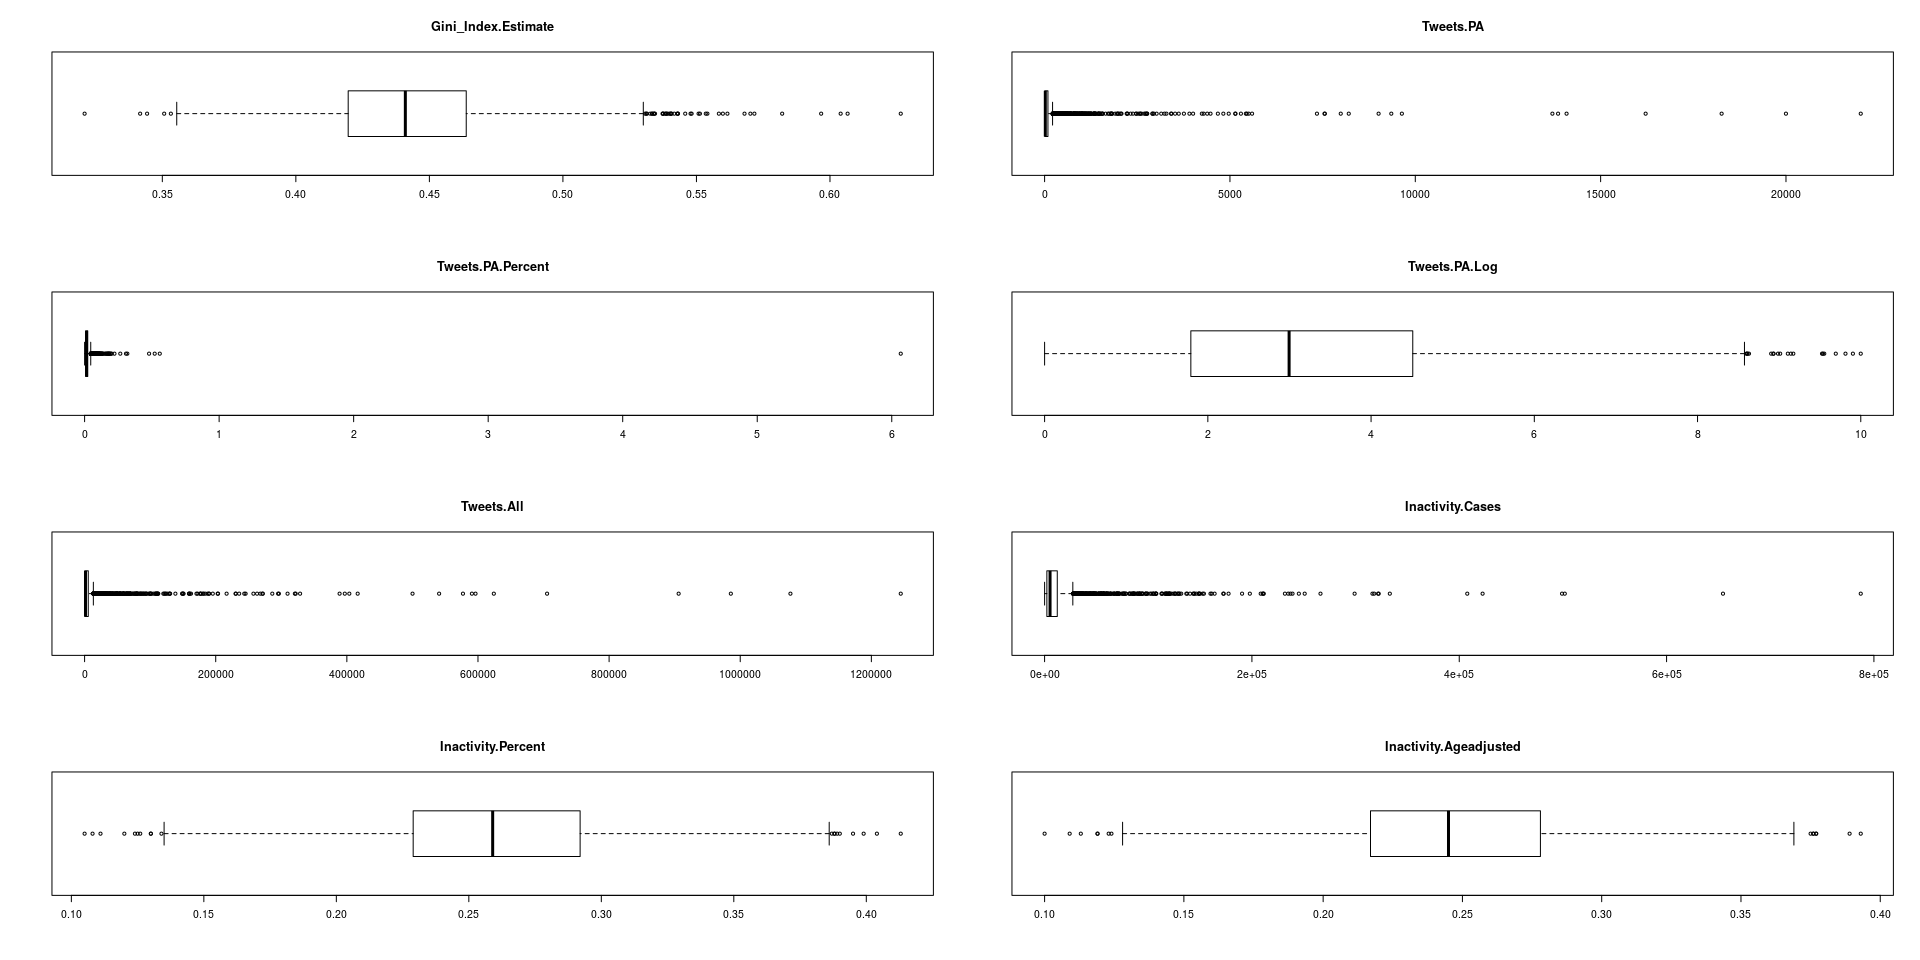 Gini_Index.Estimate
0.35 0.40 0.45 0.50 0.55 0.60
Tweets.PA
0 5000 10000 15000 20000
Tweets.PA.Percent
0 1 2 3 4 5 6
Tweets.PA.Log
0 2 4 6 8 10
Tweets.All
0 200000 400000 600000 800000 1000000 1200000
Inactivity.Cases
0e+00 2e+05 4e+05 6e+05 8e+05
Inactivity.Percent
0.10 0.15 0.20 0.25 0.30 0.35 0.40
Inactivity.Ageadjusted
0.10 0.15 0.20 0.25 0.30 0.35 0.40